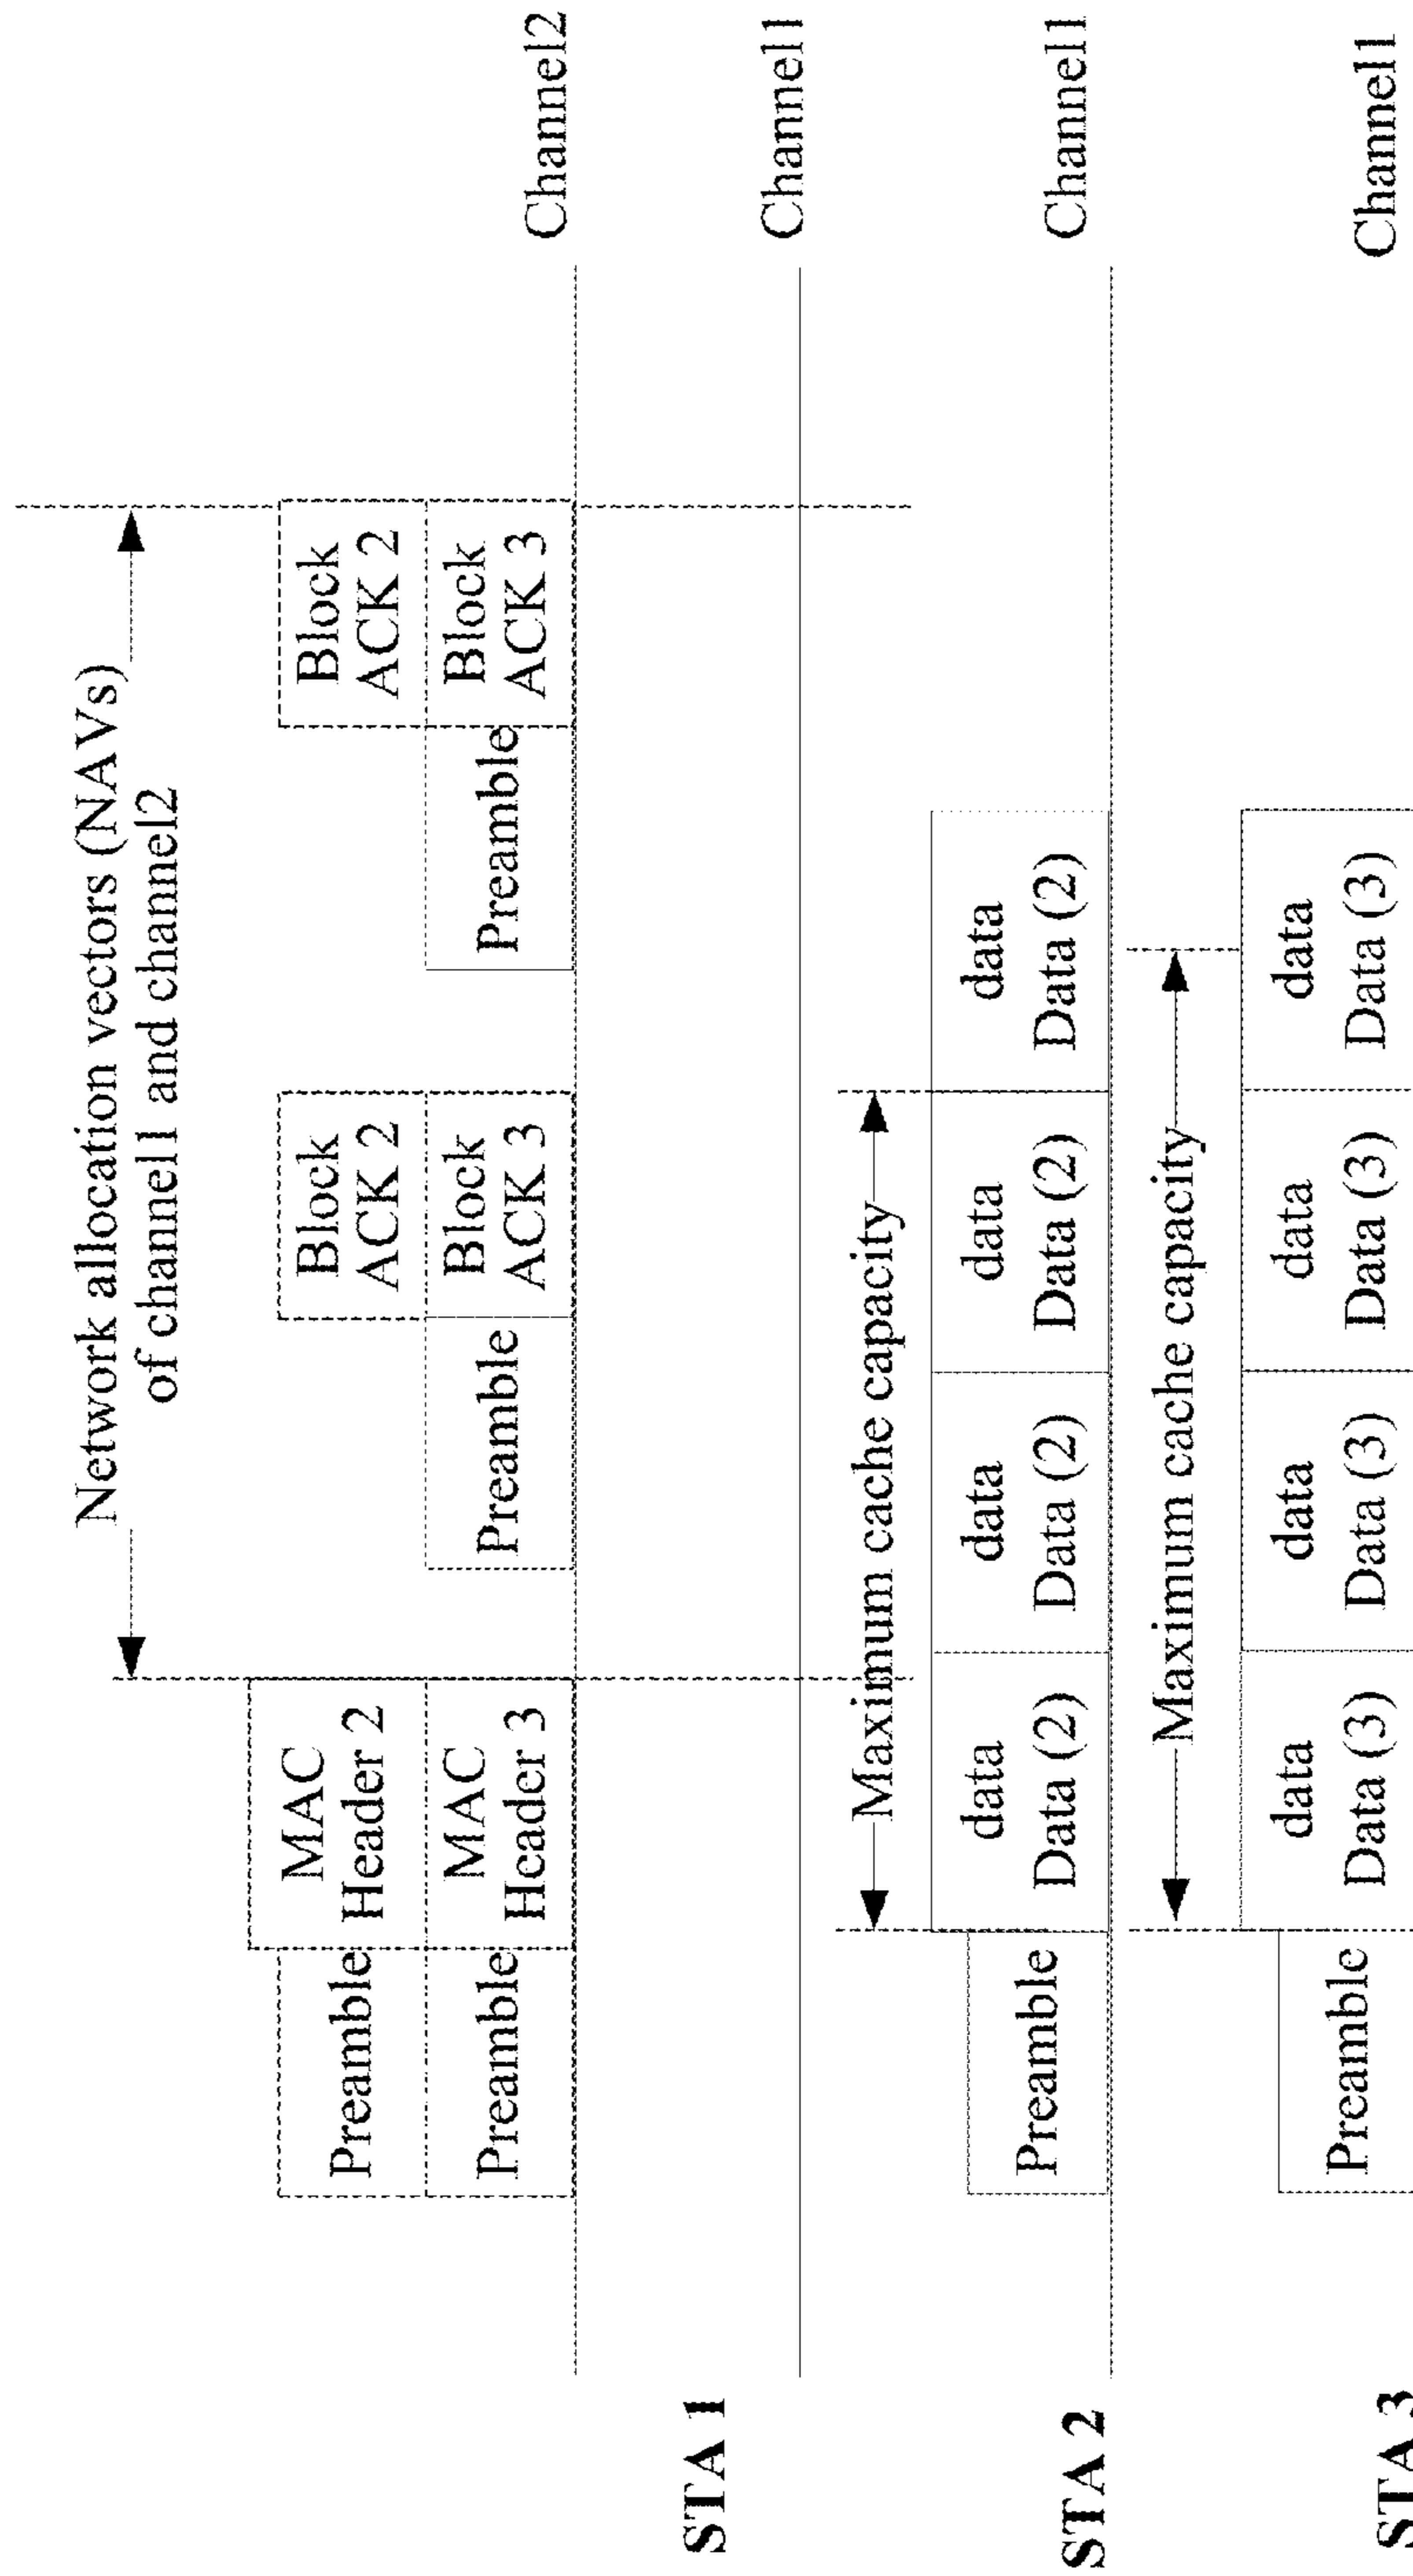 Network allocation vectors (NAVs)
of channel1 and channel2
MAC
Header 2
Block
ACK 2
Block
ACK 2
Preamble
MAC
Header 3
Block
ACK 3
Block
ACK 3
Preamble
Preamble
Preamble
Channel2
STA 1
Channel1
Maximum cache capacity
Preamble
data
Data (2)
data
Data (2)
data
Data (2)
data
Data (2)
STA 2
Channel1
Maximum cache capacity
Preamble
data
Data (3)
data
Data (3)
data
Data (3)
data
Data (3)
STA 3
Channel1